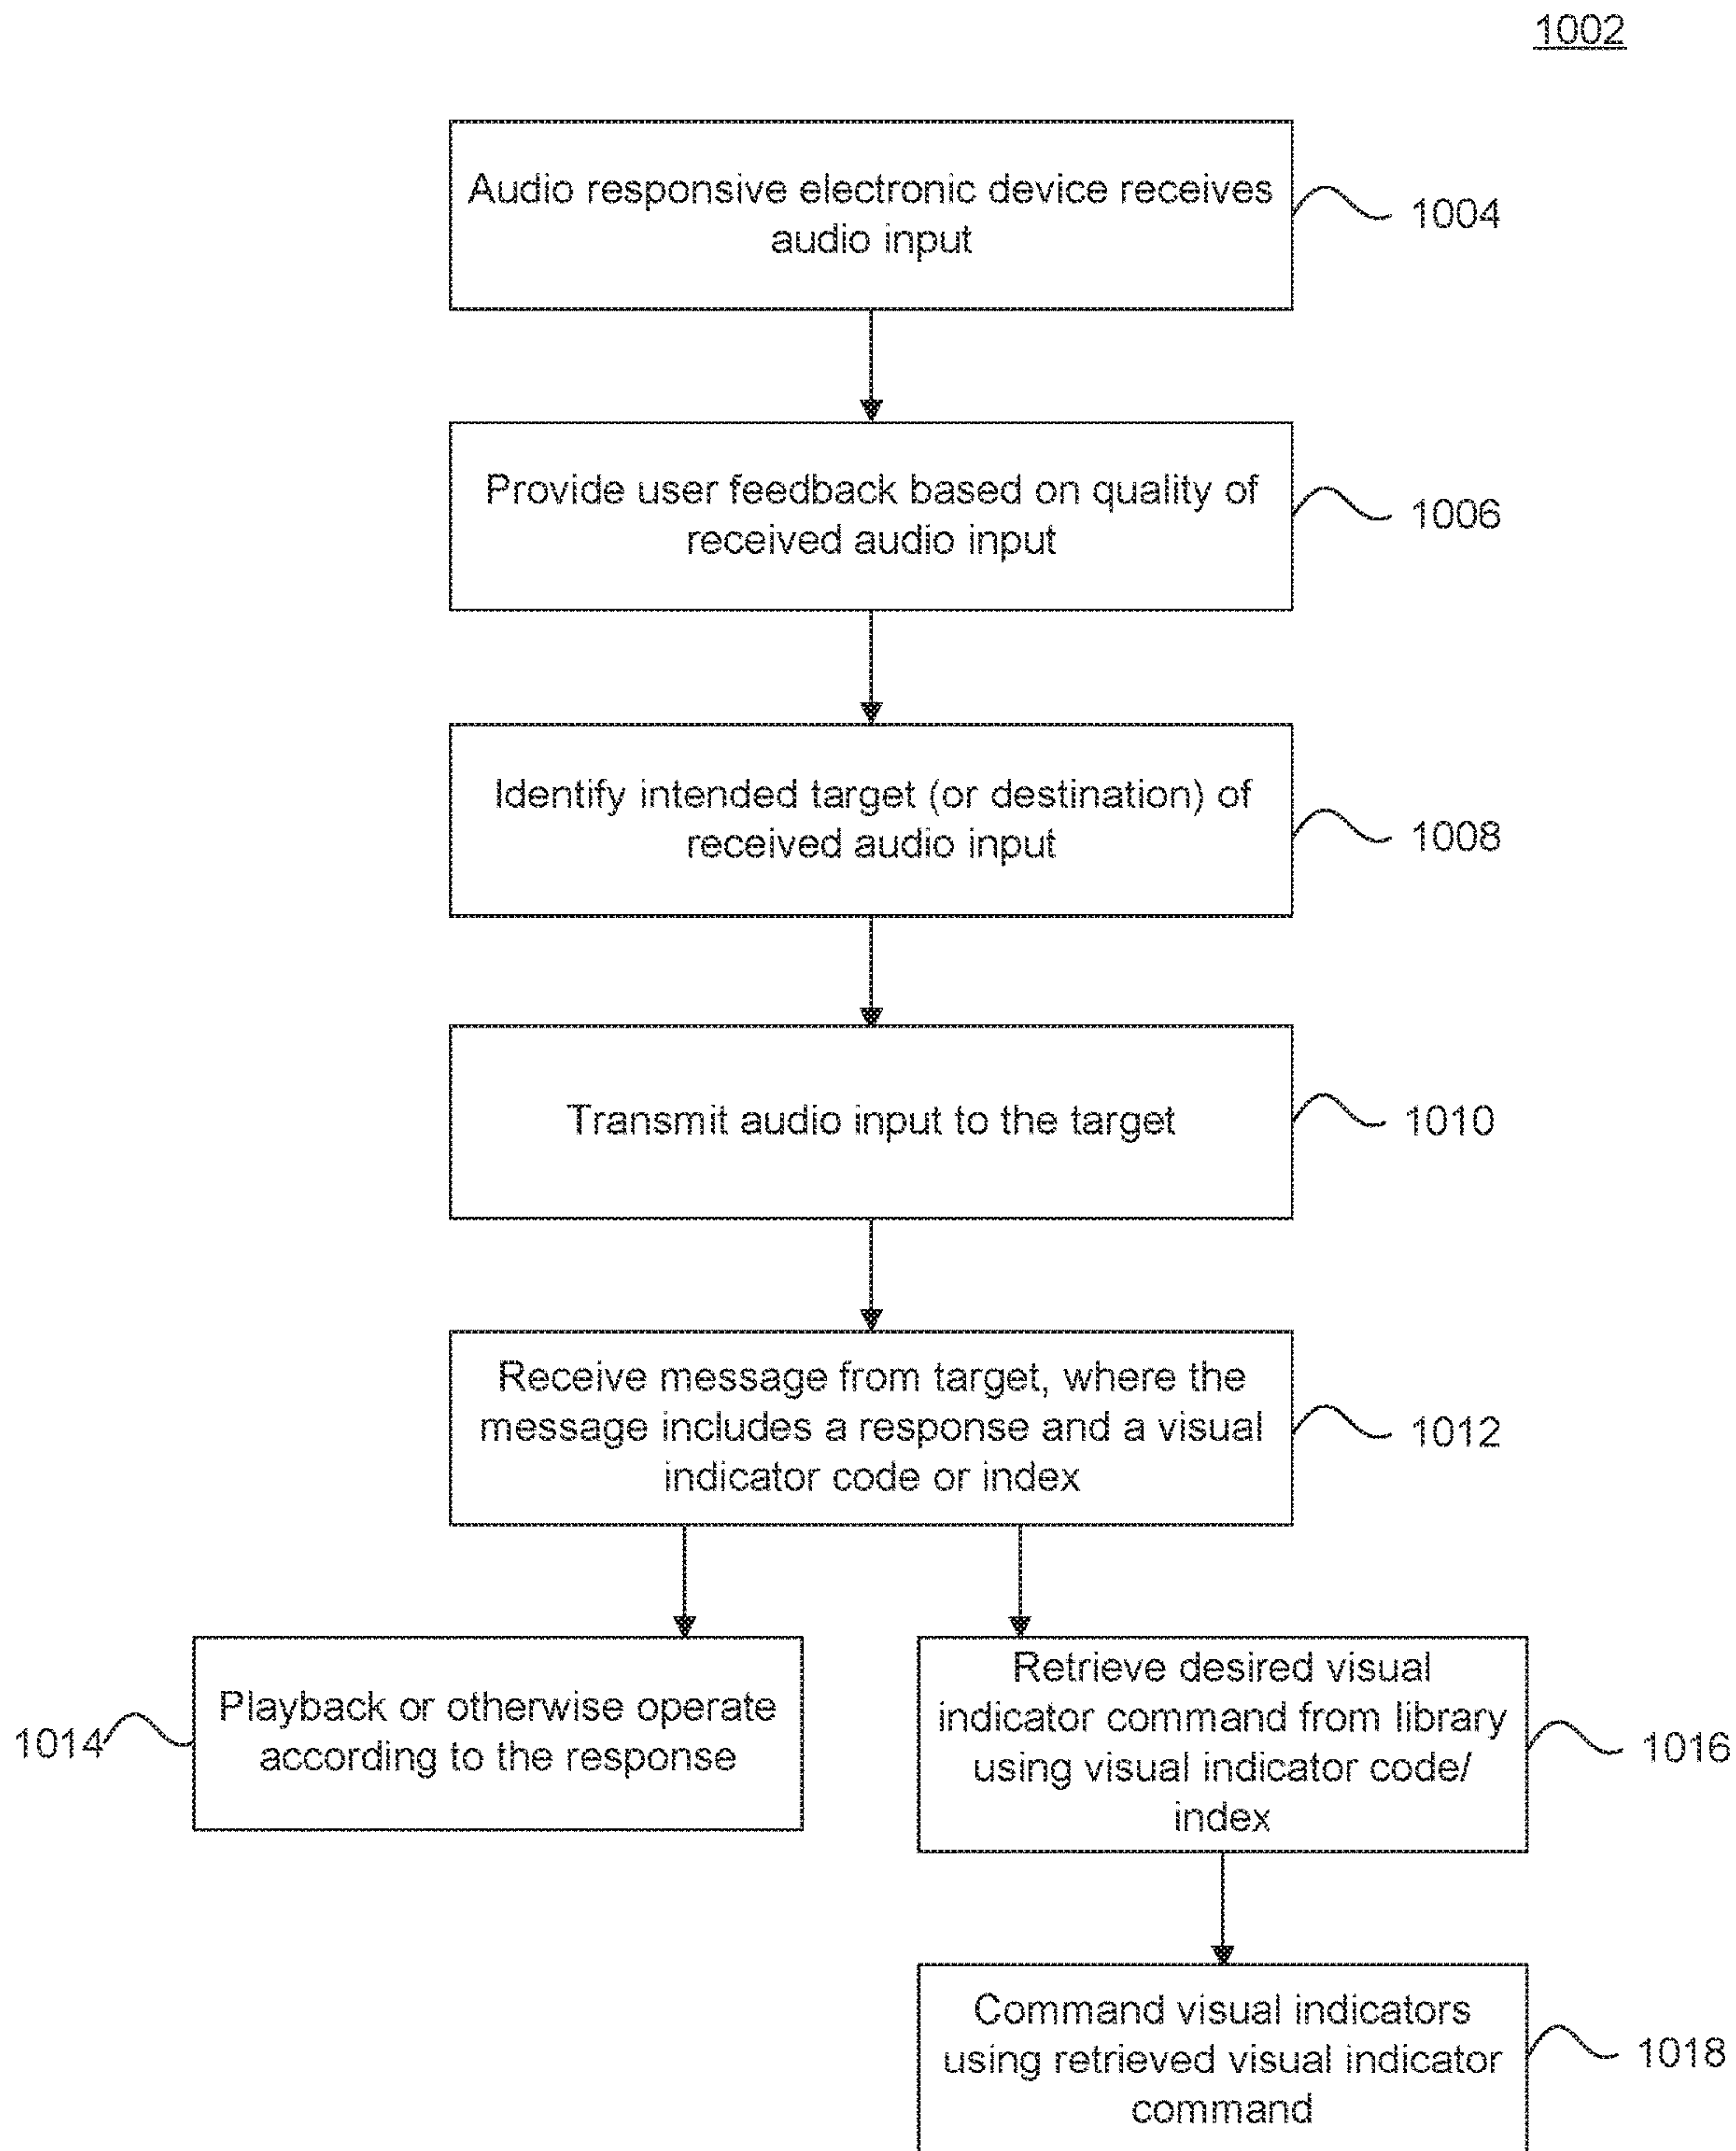 1002
Audio responsive electronic device receives
audio input
1004
Provide user feedback based on quality of
received audio input
1006
Identify intended target (or destination) of
received audio input
1008
Transmit audio input to the target
1010
Receive message from target, where the
message includes a response and a visual
indicator code or index
1012
Playback or otherwise operate
according to the response
1014
Retrieve desired visual
indicator command from library
using visual indicator code/
index
1016
Command visual indicators
using retrieved visual indicator
command
1018